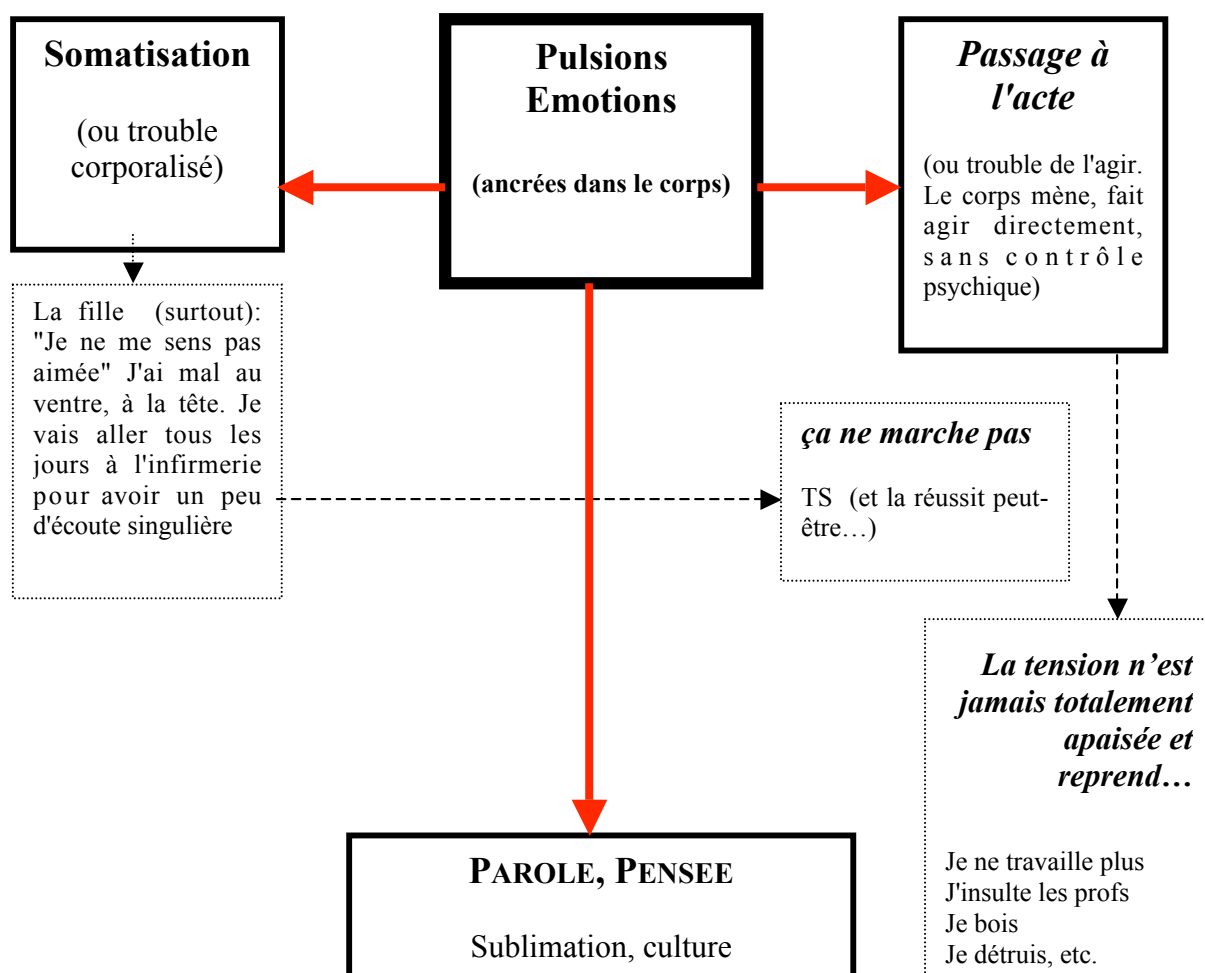 Somatisation
(ou trouble
corporalisé)
Pulsions
Emotions
(ancrées dans le corps)
Passage à
l'acte
(ou trouble de l'agir.
Le corps mène, fait
agir directement,
sans contrôle
psychique)
La fille (surtout):
"Je ne me sens pas
aimée" J'ai mal au
ventre, à la tête. Je
vais aller tous les
jours à l'infirmerie
pour avoir un peu
d'écoute singulière
ça ne marche pas
TS (et la réussit peut-
être…)
La tension n’est
jamais totalement
apaisée et
reprend…
Je ne travaille plus
J'insulte les profs
Je bois
Je détruis, etc.
PAROLE, PENSEE
Sublimation, culture